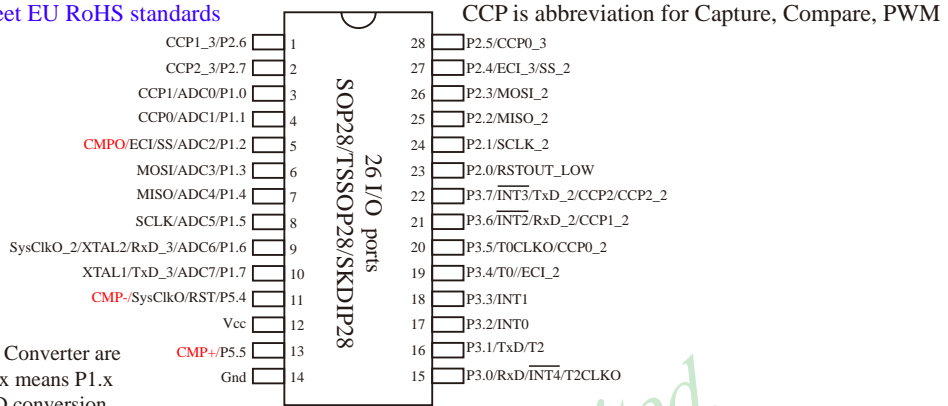 eet EU RoHS standards
CCP is abbreviation for Capture, Compare, PWM
CCP1_3/P2.6 1
CCP2_3/P2.7 2
CCP1/ADC0/P1.0 3
CCP0/ADC1/P1.1 4
CMPO/ECI/SS/ADC2/P1.2 5
MOSI/ADC3/P1.3 6
MISO/ADC4/P1.4 7
SCLK/ADC5/P1.5 8
SysClkO_2/XTAL2/RxD_3/ADC6/P1.6 9
XTAL1/TxD_3/ADC7/P1.7 10
CMP-/SysClkO/RST/P5.4 11
Vcc 12
CMP+/P5.5 13
Gnd 14
26 I/O ports
SOP28/TSSOP28/SKDIP28
28 P2.5/CCP0_3
27 P2.4/ECI_3/SS_2
26 P2.3/MOSI_2
25 P2.2/MISO_2
24 P2.1/SCLK_2
23 P2.0/RSTOUT_LOW
22 P3.7/INT3/TxD_2/CCP2/CCP2_2
21 P3.6/INT2/RxD_2/CCP1_2
20 P3.5/T0CLKO/CCP0_2
19 P3.4/T0//ECI_2
18 P3.3/INT1
17 P3.2/INT0
16 P3.1/TxD/T2
15 P3.0/RxD/INT4/T2CLKO
Converter are
x means P1.x
D conversion